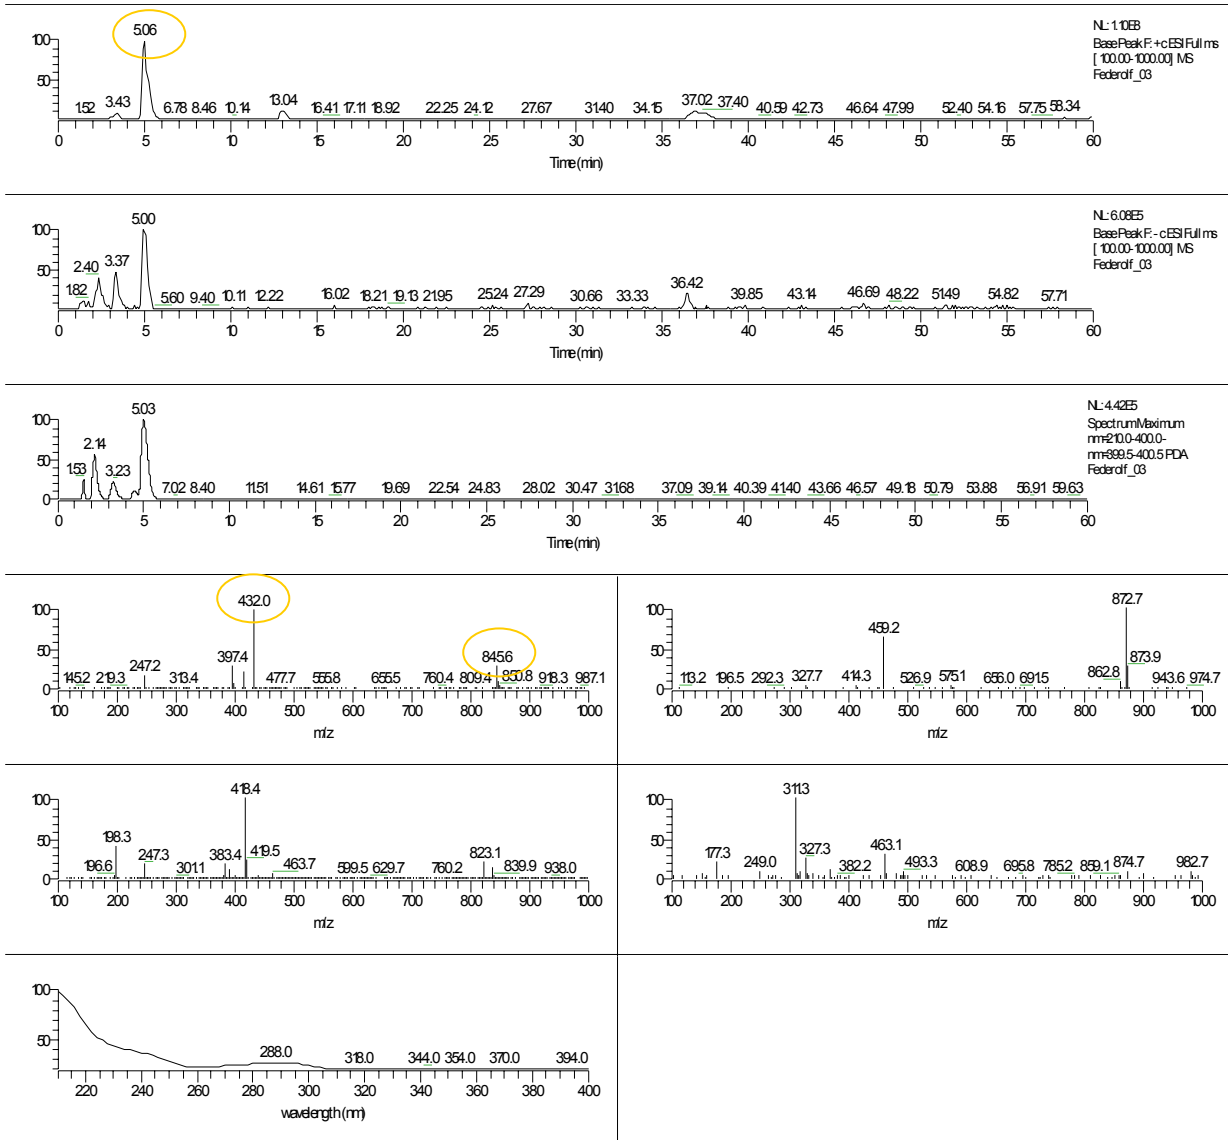 5.06
NL: 1.10E8
Base Peak F: + c ESI Full ms
[ 100.00-1000.00] MS
Federolf_03
100
50
1.52 3.43 6.78 8.46 10.14 13.04 16.41 17.11 18.92 22.25 24.12 27.67 31.40 34.15 37.02 37.40 40.59 42.73 46.64 47.99 52.40 54.16 57.75 58.34
0 5 10 15 20 25 30 35 40 45 50 55 60
Time (min)
5.00
NL: 6.08E5
Base Peak F: - c ESI Full ms
[ 100.00-1000.00] MS
Federolf_03
100
50
0
1.82 2.40 3.37 5.60 9.40 10.11 12.22 16.02 18.21 19.13 21.95 25.24 27.29 30.66 33.33 36.42 39.85 43.14 46.69 48.22 51.49 54.82 57.71
0 5 10 15 20 25 30 35 40 45 50 55 60
Time (min)
5.03
NL: 4.42E5
Spectrum Maximum
nm=210.0-400.0-
nm=399.5-400.5 PDA
Federolf_03
100
50
0
1.53 2.14 3.23 7.02 8.40 11.51 14.61 15.77 19.69 22.54 24.83 28.02 30.47 31.68 37.09 39.14 40.39 41.40 43.66 46.57 49.18 50.79 53.88 56.91 59.63
0 5 10 15 20 25 30 35 40 45 50 55 60
Time (min)
432.0
100
50
0
145.2 219.3 247.2 313.4 397.4 477.7 555.8 655.5 760.4 809.4 845.6 850.8 918.3 987.1
100 200 300 400 500 600 700 800 900 1000
m/z
872.7
100
50
0
113.2 196.5 292.3 327.7 414.3 459.2 526.9 575.1 656.0 691.5 862.8 873.9 943.6 974.7
100 200 300 400 500 600 700 800 900 1000
m/z
418.4
100
50
0
196.6 198.3 247.3 301.1 383.4 419.5 463.7 599.5 629.7 760.2 823.1 839.9 938.0
100 200 300 400 500 600 700 800 900 1000
m/z
311.3
100
50
0
177.3 249.0 327.3 382.2 463.1 493.3 608.9 695.8 785.2 859.1 874.7 982.7
100 200 300 400 500 600 700 800 900 1000
m/z
100
50
288.0 318.0 344.0 354.0 370.0 394.0
220 240 260 280 300 320 340 360 380 400
wavelength (nm)